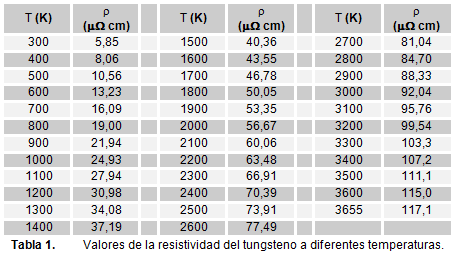 T (K) ρ (μΩ cm) T (K) ρ (μΩ cm) T (K) ρ (μΩ cm)
300 5,85 1500 40,36 2700 81,04
400 8,06 1600 43,55 2800 84,70
500 10,56 1700 46,78 2900 88,33
600 13,23 1800 50,05 3000 92,04
700 16,09 1900 53,35 3100 95,76
800 19,00 2000 56,67 3200 99,54
900 21,94 2100 60,06 3300 103,3
1000 24,93 2200 63,48 3400 107,2
1100 27,94 2300 66,91 3500 111,1
1200 30,98 2400 70,39 3600 115,0
1300 34,08 2500 73,91 3655 117,1
1400 37,19 2600 77,49
Tabla 1. Valores de la resistividad del tungsteno a diferentes temperaturas.